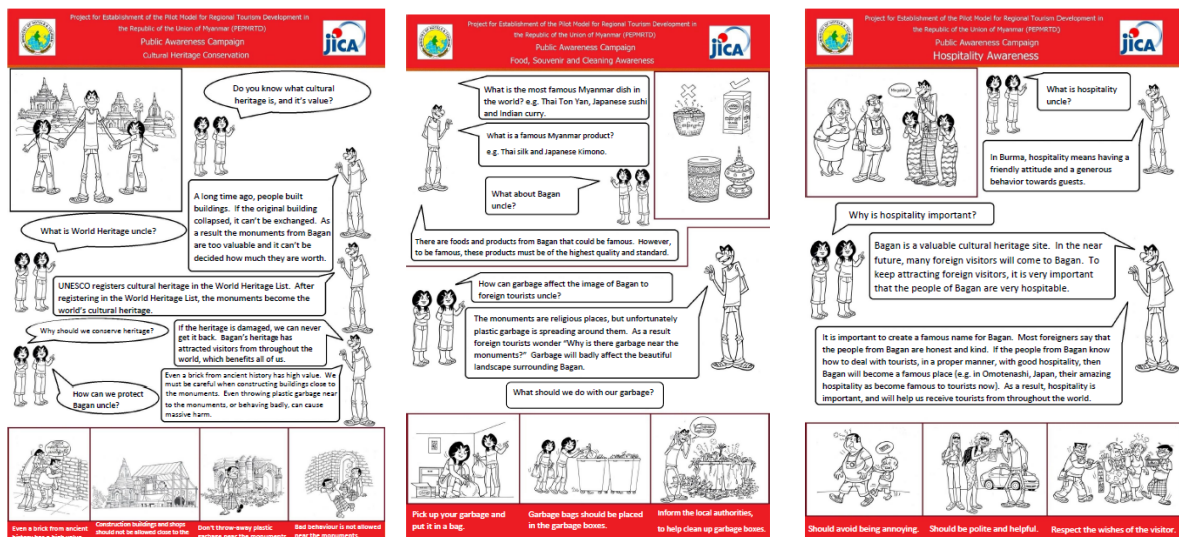 Project for Establishment of the Pilot Model for Regional Tourism Development in
the Republic of the Union of Myanmar (PEPMRTD)
Public Awareness Campaign
Cultural Heritage Conservation
JICA
Do you know what cultural
heritage is, and it's value?
A long time ago, people built
buildings. If the original building
collapsed, it can't be exchanged. As
a result the monuments from Bagan
are too valuable and it can't be
decided how much they are worth.
What is World Heritage uncle?
UNESCO registers cultural heritage in the World Heritage List. After
registering in the World Heritage List, the monuments become the
world's cultural heritage.
Why should we conserve heritage?
If the heritage is damaged, we can never
get it back. Bagan's heritage has
attracted visitors from throughout the
world, which benefits all of us.
How can we protect
Bagan uncle?
Even a brick from ancient history has high value. We
must be careful when constructing buildings close to
the monuments. Even throwing plastic garbage near
to the monuments, or behaving badly, can cause
massive harm.
Even a brick from ancient
history has a high value
Construction buildings and shops
should not be allowed close to the
Don't throw-away plastic
garbage near the monuments
Bad behaviour is not allowed
near the monuments
Project for Establishment of the Pilot Model for Regional Tourism Development in
the Republic of the Union of Myanmar (PEPMRTD)
Public Awareness Campaign
Food, Souvenir and Cleaning Awareness
JICA
What is the most famous Myanmar dish in
the world? e.g. Thai Ton Yan, Japanese sushi
and Indian curry.
What is a famous Myanmar product?
e.g. Thai silk and Japanese Kimono.
What about Bagan
uncle?
There are foods and products from Bagan that could be famous. However,
to be famous, these products must be of the highest quality and standard.
How can garbage affect the image of Bagan to
foreign tourists uncle?
The monuments are religious places, but unfortunately
plastic garbage is spreading around them. As a result
foreign tourists wonder "Why is there garbage near the
monuments?" Garbage will badly affect the beautiful
landscape surrounding Bagan.
What should we do with our garbage?
Pick up your garbage and
put it in a bag.
Garbage bags should be placed
in the garbage boxes.
Inform the local authorities,
to help clean up garbage boxes.
Project for Establishment of the Pilot Model for Regional Tourism Development in
the Republic of the Union of Myanmar (PEPMRTD)
Public Awareness Campaign
Hospitality Awareness
JICA
What is hospitality
uncle?
In Burma, hospitality means having a
friendly attitude and a generous
behavior towards guests.
Why is hospitality important?
Bagan is a valuable cultural heritage site. In the near
future, many foreign visitors will come to Bagan. To
keep attracting foreign visitors, it is very important
that the people of Bagan are very hospitable.
It is important to create a famous name for Bagan. Most foreigners say that
the people from Bagan are honest and kind. If the people from Bagan know
how to deal with tourists, in a proper manner, with good hospitality, then
Bagan will become a famous place (e.g. in Omotenashi, Japan, their amazing
hospitality as become famous to tourists now). As a result, hospitality is
important, and will help us receive tourists from throughout the world.
Should avoid being annoying.
Should be polite and helpful.
Respect the wishes of the visitor.